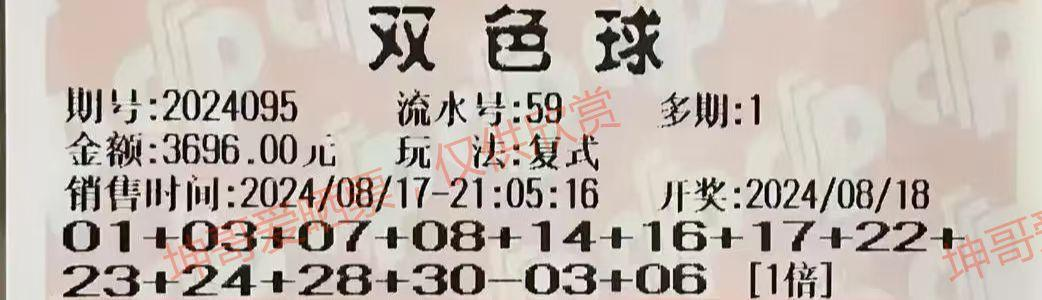 双色球
期号:2024095 流水号:59 多期:1
金额:3696.00元 玩 法:复式
销售时间:2024/08/17-21:05:16 开奖:2024/08/18
01+03+07+08+14+16+17+22+
23+24+28+30-03+06 [1倍]
坤哥爱晒票,仅供欣赏
坤哥